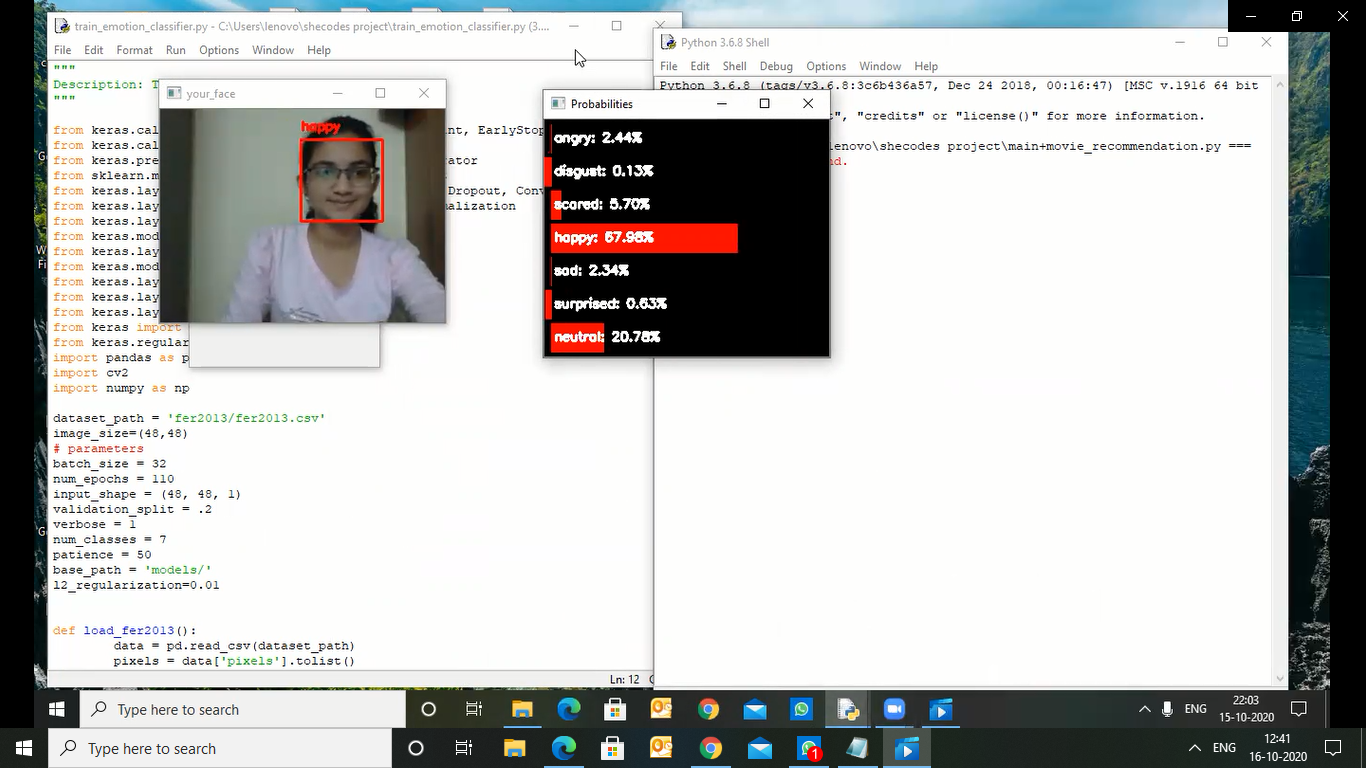 train_emotion_classifier.py - C:\Users\lenovo\shecodes project\train_emotion_classifier.py (3....
File Edit Format Run Options Window Help
"""
Description: T
"""
from keras.cal nt, EarlyStop
from keras.cal
from keras.pre rator
from sklearn.m
from keras.lay Dropout, Conv
from keras.lay alization
from keras.lay
from keras.mod
from keras.lay
from keras.mod
from keras.lay
from keras.lay
from keras.lay
from keras import
from keras.regular
import pandas as p
import cv2
import numpy as np
dataset_path = 'fer2013/fer2013.csv'
image_size=(48,48)
# parameters
batch_size = 32
num_epochs = 110
input_shape = (48, 48, 1)
validation_split = .2
verbose = 1
num_classes = 7
patience = 50
base_path = 'models/'
l2_regularization=0.01
def load_fer2013():
data = pd.read_csv(dataset_path)
pixels = data['pixels'].tolist()
Ln: 12
your_face
happy
Probabilities
angry: 2.44%
disgust: 0.13%
scared: 5.70%
happy: 67.98%
sad: 2.34%
surprised: 0.63%
neutral: 20.78%
Python 3.6.8 Shell
File Edit Shell Debug Options Window Help
Python 3.6.8 (tags/v3.6.8:3c6b436a57, Dec 24 2018, 00:16:47) [MSC v.1916 64 bit
", "credits" or "license()" for more information.
lenovo\shecodes project\main+movie_recommendation.py ===
nd.
Type here to search
ENG
22:03
15-10-2020
Type here to search
1
ENG
12:41
16-10-2020